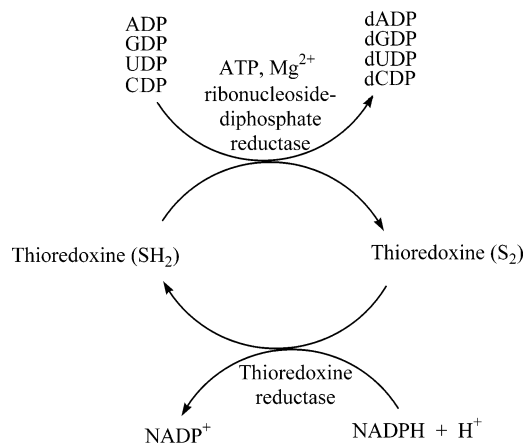 ADP
GDP
UDP
CDP
ATP, Mg²⁺
ribonucleoside-
diphosphate
reductase
dADP
dGDP
dUDP
dCDP
Thioredoxine (SH₂)
Thioredoxine (S₂)
Thioredoxine
reductase
NADP⁺
NADPH + H⁺